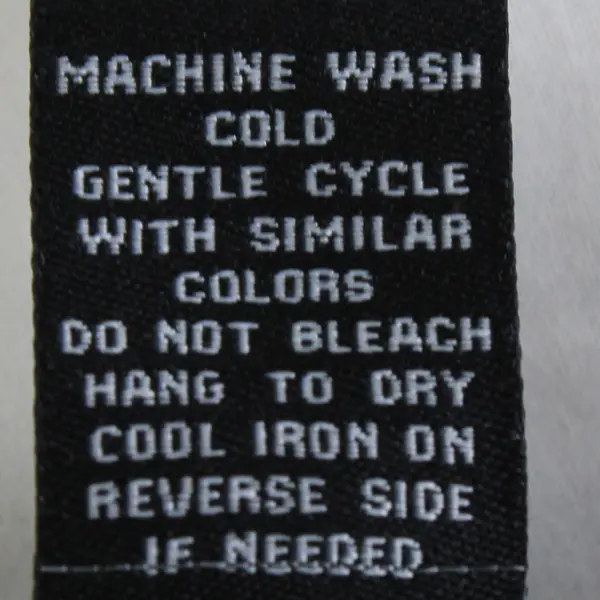 MACHINE WASH
COLD
GENTLE CYCLE
WITH SIMILAR
COLORS
DO NOT BLEACH
HANG TO DRY
COOL IRON ON
REVERSE SIDE
IF NEEDED